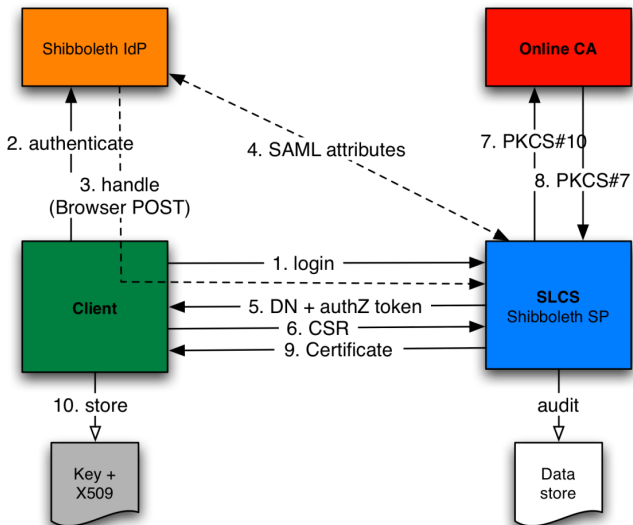 Shibboleth IdP
Online CA
2. authenticate
7. PKCS#10
4. SAML attributes
8. PKCS#7
3. handle
(Browser POST)
1. login
Client
SLCS
Shibboleth SP
5. DN + authZ token
6. CSR
9. Certificate
10. store
audit
Key +
X509
Data
store